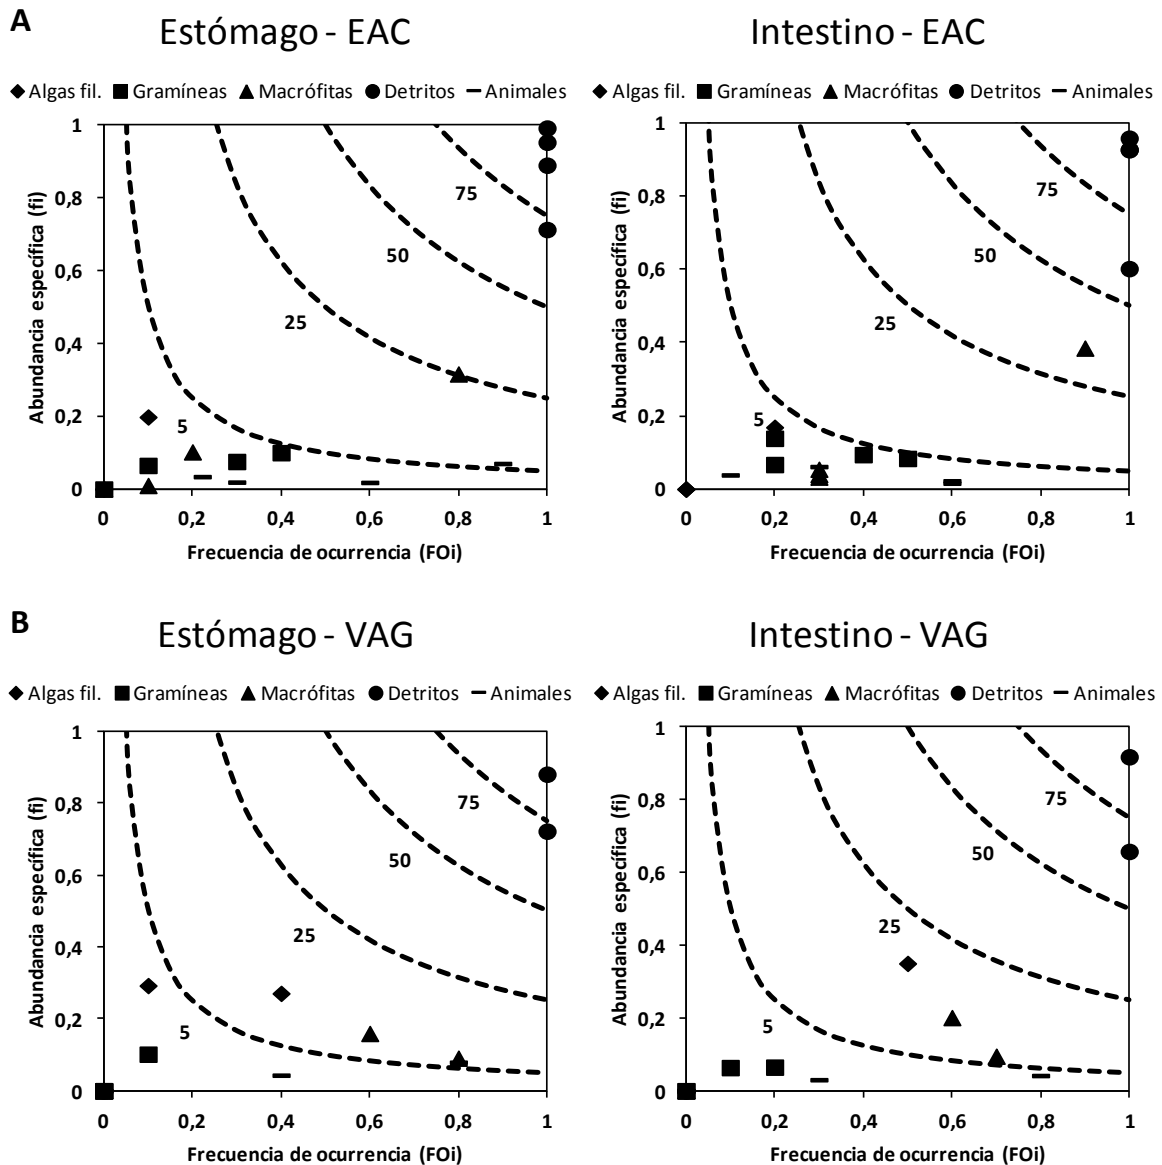 A
Estómago - EAC
Algas fil. Gramíneas Macrófitas Detritos Animales
Abundancia específica (fi)
1
0,8
0,6
0,4
0,2
0
75
50
25
5
0 0,2 0,4 0,6 0,8 1
Frecuencia de ocurrencia (FOi)
Intestino - EAC
Algas fil. Gramíneas Macrófitas Detritos Animales
Abundancia específica (fi)
1
0,8
0,6
0,4
0,2
0
75
50
25
5
0 0,2 0,4 0,6 0,8 1
Frecuencia de ocurrencia (FOi)
B
Estómago - VAG
Algas fil. Gramíneas Macrófitas Detritos Animales
Abundancia específica (fi)
1
0,8
0,6
0,4
0,2
0
75
50
25
5
0 0,2 0,4 0,6 0,8 1
Frecuencia de ocurrencia (FOi)
Intestino - VAG
Algas fil. Gramíneas Macrófitas Detritos Animales
Abundancia específica (fi)
1
0,8
0,6
0,4
0,2
0
75
50
25
5
0 0,2 0,4 0,6 0,8 1
Frecuencia de ocurrencia (FOi)